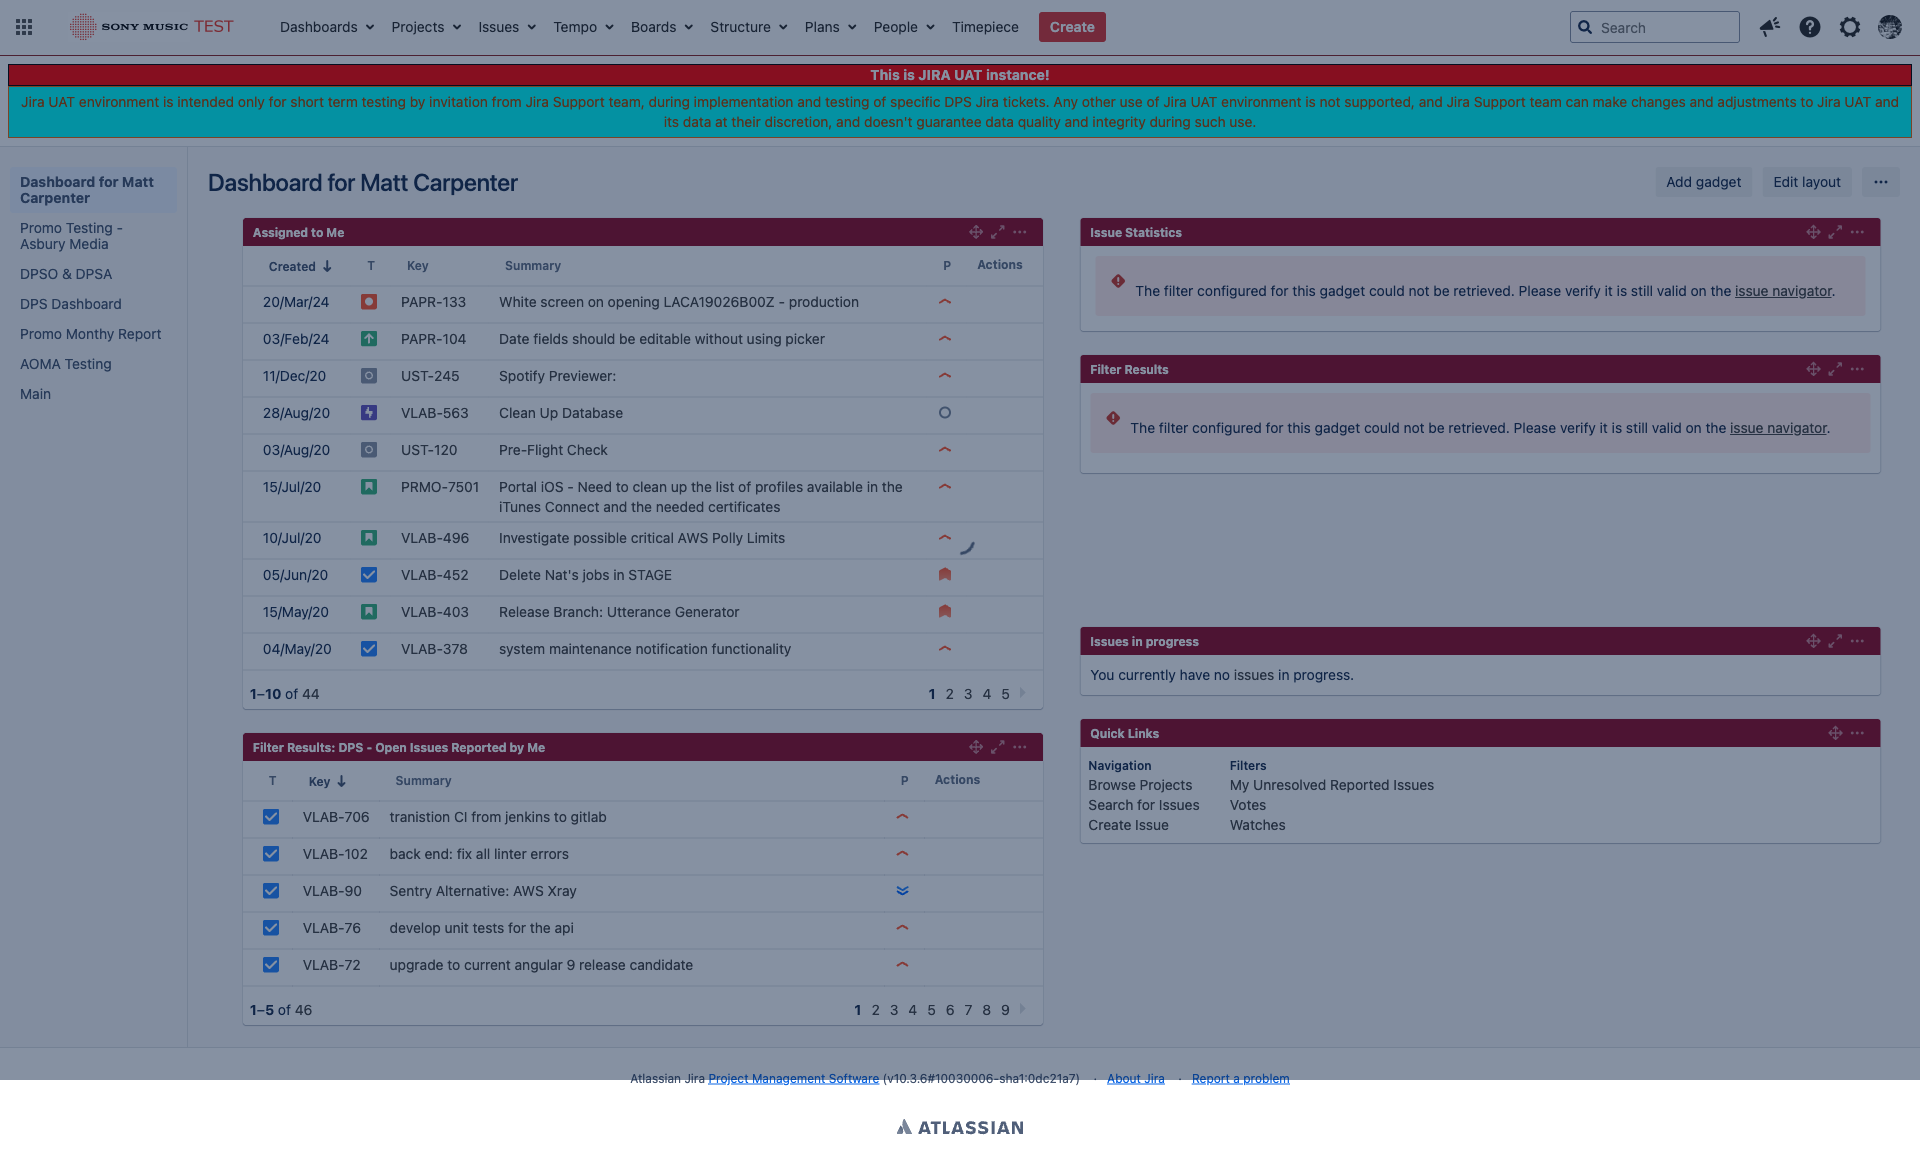 SONY MUSIC TEST
Dashboards Projects Issues Tempo Boards Structure Plans People Timepiece Create
Search
This is JIRA UAT instance!
Jira UAT environment is intended only for short term testing by invitation from Jira Support team, during implementation and testing of specific DPS Jira tickets. Any other use of Jira UAT environment is not supported, and Jira Support team can make changes and adjustments to Jira UAT and
its data at their discretion, and doesn't guarantee data quality and integrity during such use.
Dashboard for Matt
Carpenter
Promo Testing -
Asbury Media
DPSO & DPSA
DPS Dashboard
Promo Monthy Report
AOMA Testing
Main
Dashboard for Matt Carpenter
Add gadget Edit layout
Assigned to Me
Created T Key Summary P Actions
20/Mar/24 PAPR-133 White screen on opening LACA19026B00Z - production
03/Feb/24 PAPR-104 Date fields should be editable without using picker
11/Dec/20 UST-245 Spotify Previewer:
28/Aug/20 VLAB-563 Clean Up Database
03/Aug/20 UST-120 Pre-Flight Check
15/Jul/20 PRMO-7501 Portal iOS - Need to clean up the list of profiles available in the
iTunes Connect and the needed certificates
10/Jul/20 VLAB-496 Investigate possible critical AWS Polly Limits
05/Jun/20 VLAB-452 Delete Nat's jobs in STAGE
15/May/20 VLAB-403 Release Branch: Utterance Generator
04/May/20 VLAB-378 system maintenance notification functionality
1–10 of 44 1 2 3 4 5
Filter Results: DPS - Open Issues Reported by Me
T Key Summary P Actions
VLAB-706 tranistion CI from jenkins to gitlab
VLAB-102 back end: fix all linter errors
VLAB-90 Sentry Alternative: AWS Xray
VLAB-76 develop unit tests for the api
VLAB-72 upgrade to current angular 9 release candidate
1–5 of 46 1 2 3 4 5 6 7 8 9
Issue Statistics
The filter configured for this gadget could not be retrieved. Please verify it is still valid on the issue navigator.
Filter Results
The filter configured for this gadget could not be retrieved. Please verify it is still valid on the issue navigator.
Issues in progress
You currently have no issues in progress.
Quick Links
Navigation Filters
Browse Projects My Unresolved Reported Issues
Search for Issues Votes
Create Issue Watches
Atlassian Jira Project Management Software (v10.3.6#10030006-sha1:0dc21a7) · About Jira · Report a problem
ATLASSIAN